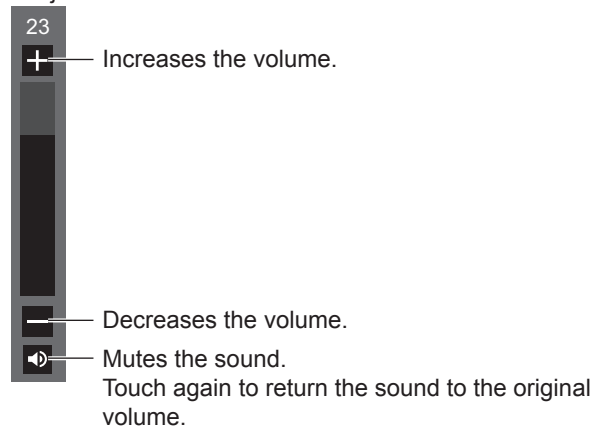 23
Increases the volume.
Decreases the volume.
Mutes the sound.
Touch again to return the sound to the original
volume.